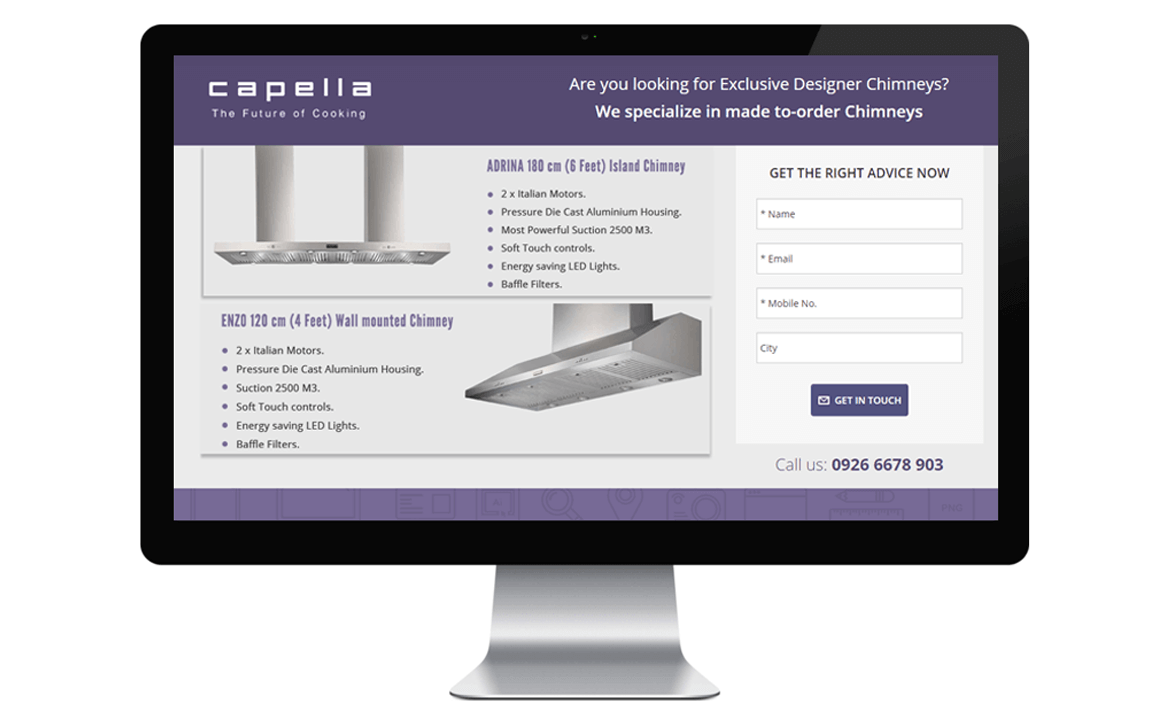 capella
The Future of Cooking
Are you looking for Exclusive Designer Chimneys?
We specialize in made to-order Chimneys
ADRINA 180 cm (6 Feet) Island Chimney
2 x Italian Motors.
Pressure Die Cast Aluminium Housing.
Most Powerful Suction 2500 M3.
Soft Touch controls.
Energy saving LED Lights.
Baffle Filters.
ENZO 120 cm (4 Feet) Wall mounted Chimney
2 x Italian Motors.
Pressure Die Cast Aluminium Housing.
Suction 2500 M3.
Soft Touch controls.
Energy saving LED Lights.
Baffle Filters.
GET THE RIGHT ADVICE NOW
* Name
* Email
* Mobile No.
City
GET IN TOUCH
Call us: 0926 6678 903
PNG